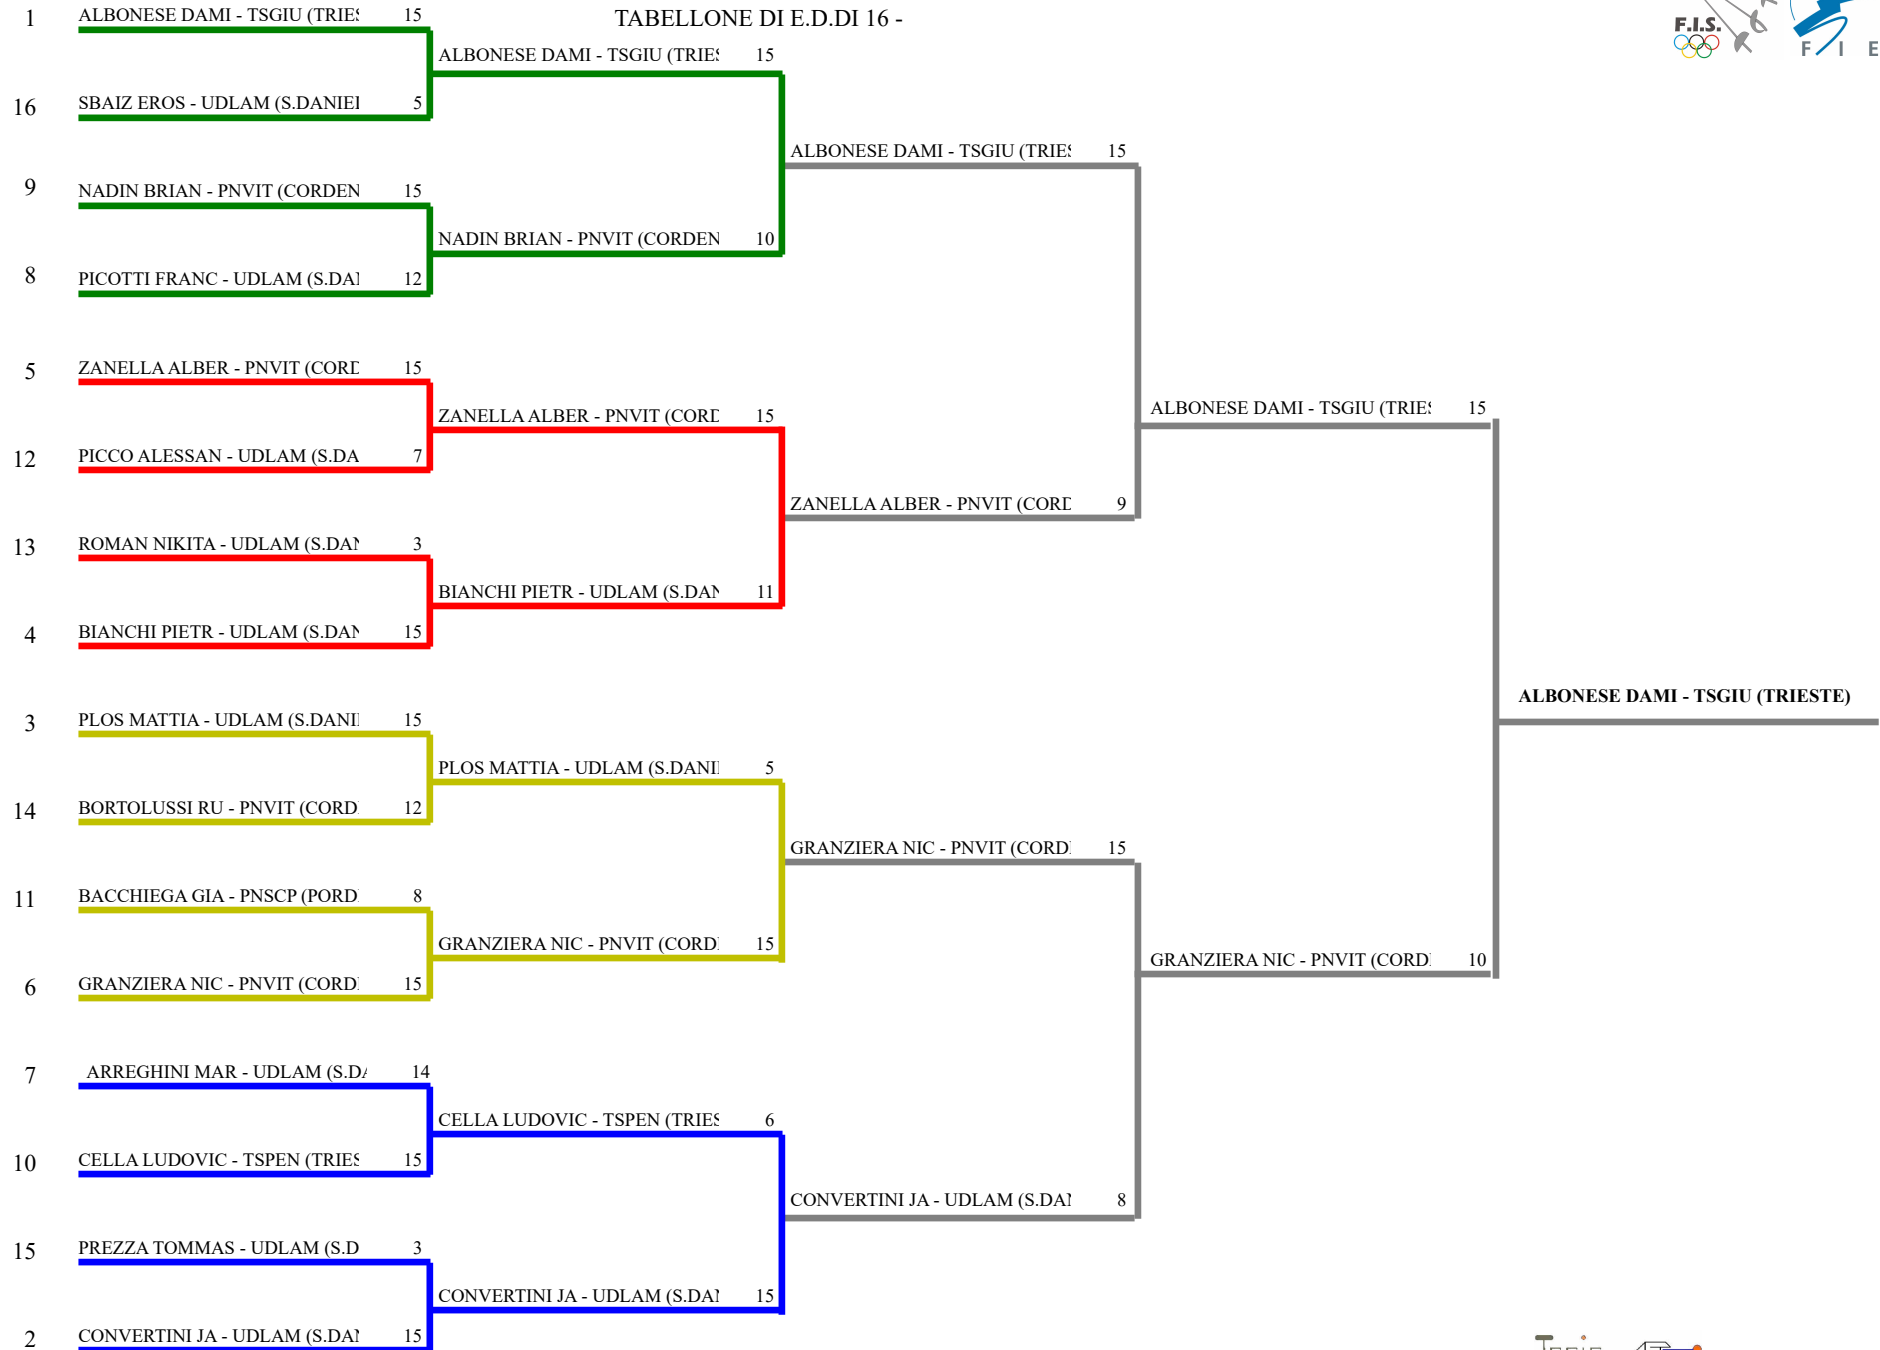 TABELLONE DI E.D.DI 16 -
F.I.S.
F I E
1 ALBONESE DAMI - TSGIU (TRIES 15
16 SBAIZ EROS - UDLAM (S.DANIEL 5
9 NADIN BRIAN - PNVIT (CORDEN 15
8 PICOTTI FRANC - UDLAM (S.DAN 12
5 ZANELLA ALBER - PNVIT (CORD 15
12 PICCO ALESSAN - UDLAM (S.DA 7
13 ROMAN NIKITA - UDLAM (S.DAN 3
4 BIANCHI PIETR - UDLAM (S.DAN 15
3 PLOS MATTIA - UDLAM (S.DANI 15
14 BORTOLUSSI RU - PNVIT (CORD 12
11 BACCHIEGA GIA - PNSCP (PORD 8
6 GRANZIERA NIC - PNVIT (CORD 15
7 ARREGHINI MAR - UDLAM (S.DA 14
10 CELLA LUDOVIC - TSPEN (TRIES 15
15 PREZZA TOMMAS - UDLAM (S.D 3
2 CONVERTINI JA - UDLAM (S.DAN 15
ALBONESE DAMI - TSGIU (TRIES 15
NADIN BRIAN - PNVIT (CORDEN 10
ZANELLA ALBER - PNVIT (CORD 15
BIANCHI PIETR - UDLAM (S.DAN 11
PLOS MATTIA - UDLAM (S.DANI 5
GRANZIERA NIC - PNVIT (CORD 15
CELLA LUDOVIC - TSPEN (TRIES 6
CONVERTINI JA - UDLAM (S.DAN 15
ALBONESE DAMI - TSGIU (TRIES 15
ZANELLA ALBER - PNVIT (CORD 9
GRANZIERA NIC - PNVIT (CORD 15
CONVERTINI JA - UDLAM (S.DAN 8
ALBONESE DAMI - TSGIU (TRIES 15
GRANZIERA NIC - PNVIT (CORD 10
ALBONESE DAMI - TSGIU (TRIESTE)